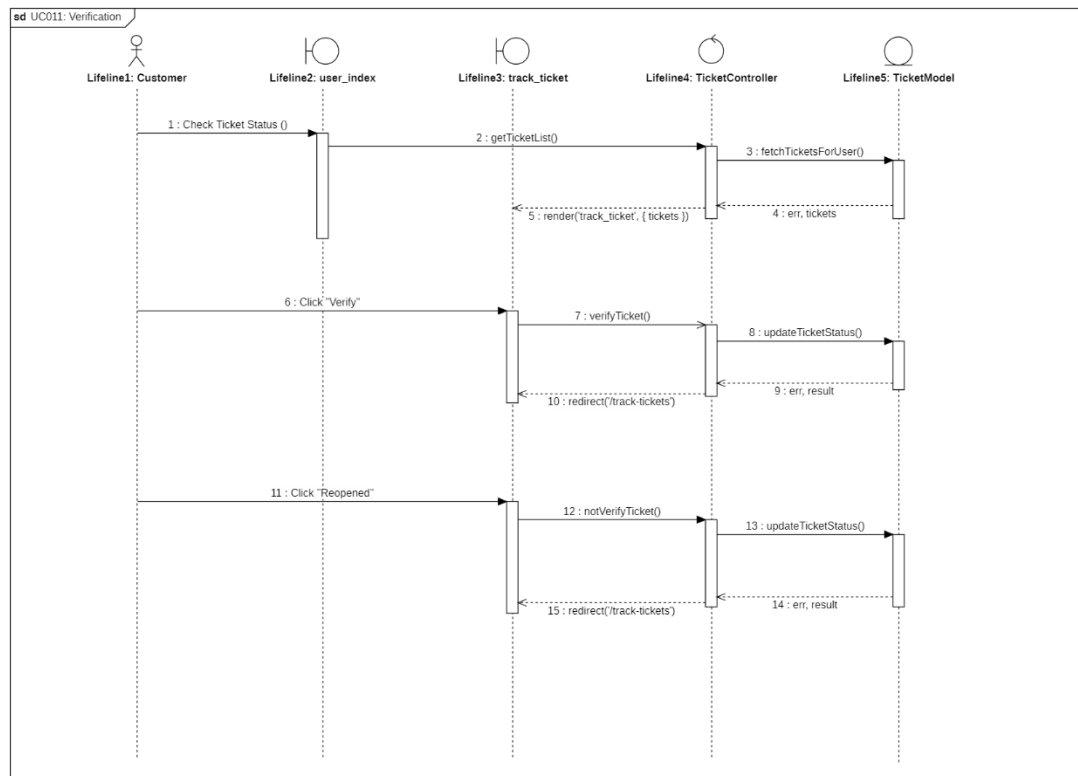 sd UC011: Verification
Lifeline1: Customer
Lifeline2: user_index
Lifeline3: track_ticket
Lifeline4: TicketController
Lifeline5: TicketModel
1 : Check Ticket Status ()
2 : getTicketList()
3 : fetchTicketsForUser()
4 : err, tickets
5 : render('track_ticket', { tickets })
6 : Click "Verify"
7 : verifyTicket()
8 : updateTicketStatus()
9 : err, result
10 : redirect('/track-tickets')
11 : Click "Reopened"
12 : notVerifyTicket()
13 : updateTicketStatus()
14 : err, result
15 : redirect('/track-tickets')